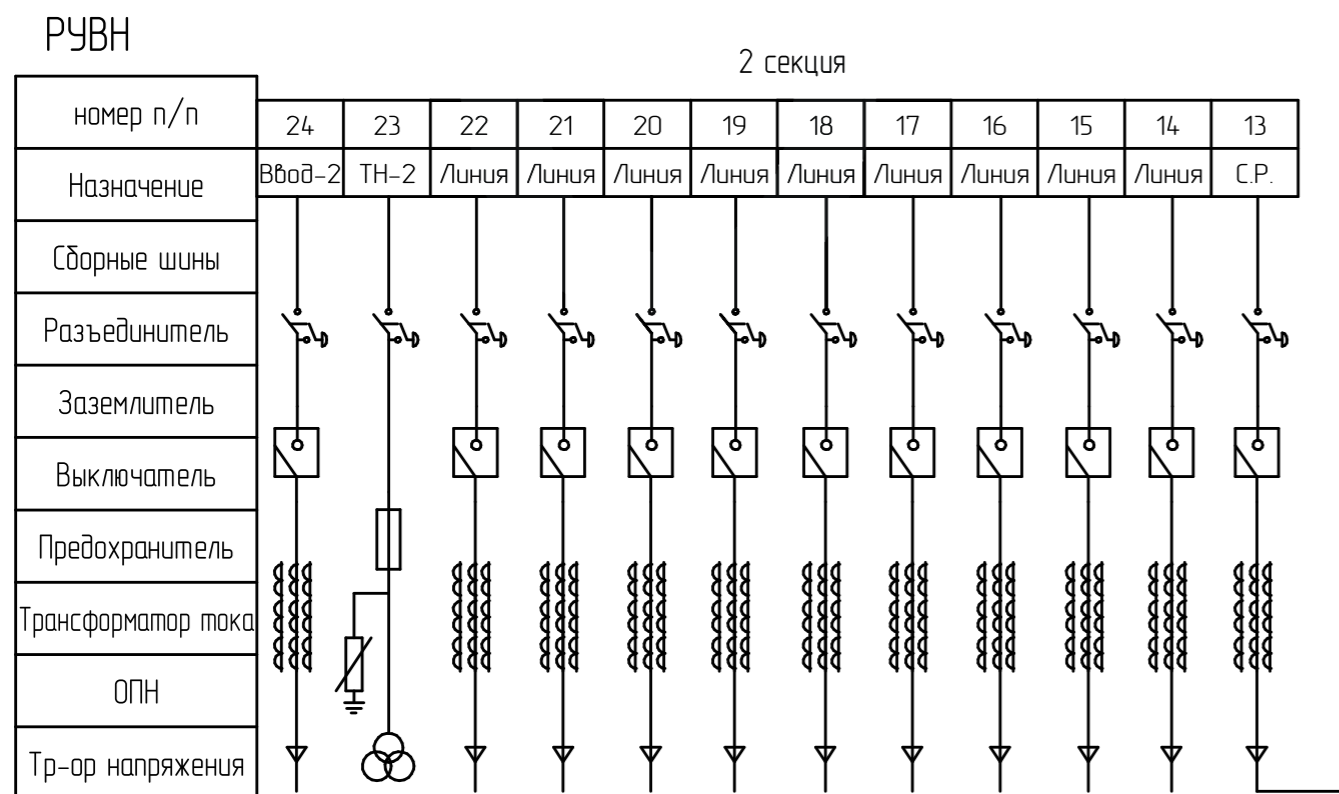 РУВН
2 секция
номер п/п 24 23 22 21 20 19 18 17 16 15 14 13
Назначение Ввод-2 ТН-2 Линия Линия Линия Линия Линия Линия Линия Линия Линия С.Р.
Сборные шины
Разъединитель
Заземлитель
Выключатель
Предохранитель
Трансформатор тока
ОПН
Тр-ор напряжения